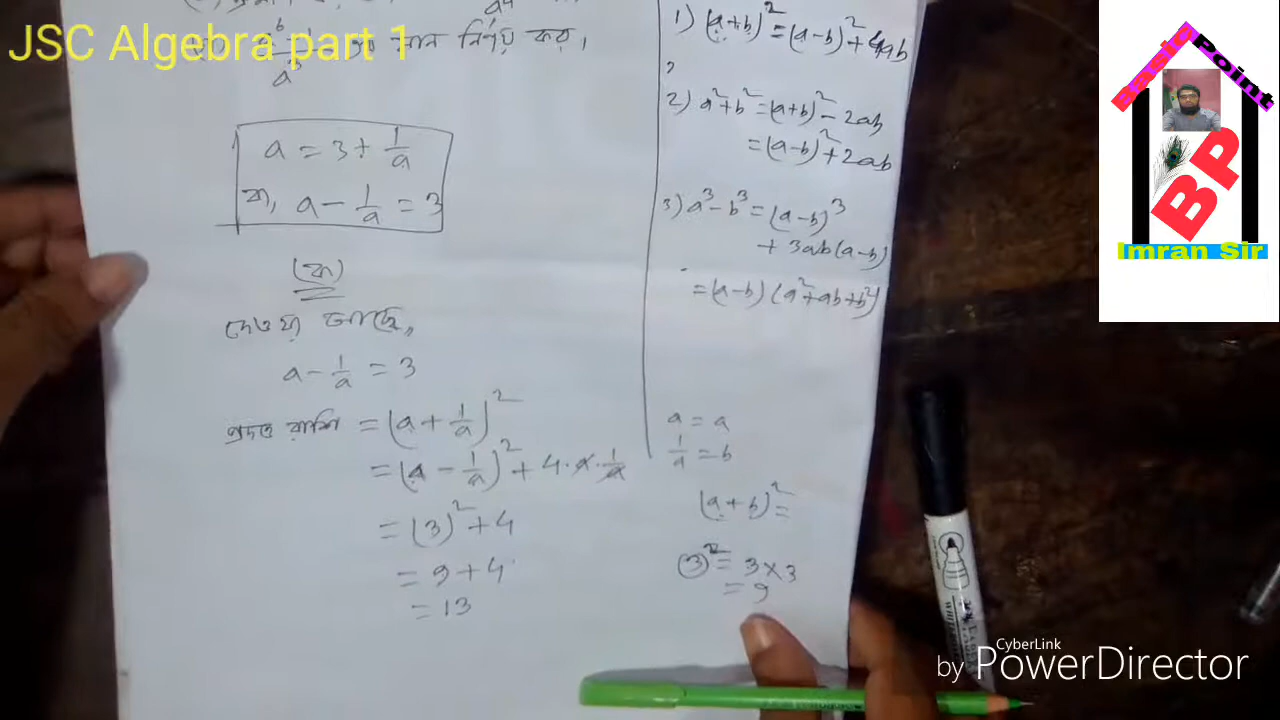 JSC Algebra part 1
মান নির্ণয় কর।
a = 3 + 1/a
বা, a - 1/a = 3
(ক)
দেওয়া আছে,
a - 1/a = 3
প্রদত্ত রাশি = (a + 1/a)²
= (a - 1/a)² + 4·a·1/a
= (3)² + 4
= 9 + 4
= 13
1) (a+b)² = (a-b)² + 4ab
2) a² + b² = (a+b)² - 2ab
= (a-b)² + 2ab
3) a³ - b³ = (a-b)³
+ 3ab(a-b)
= (a-b) (a² + ab + b²)
a = a
1/a = b
(a+b)² =
(3)² = 3×3
= 9
Basic Point
BP
Imran Sir
by CyberLink
PowerDirector